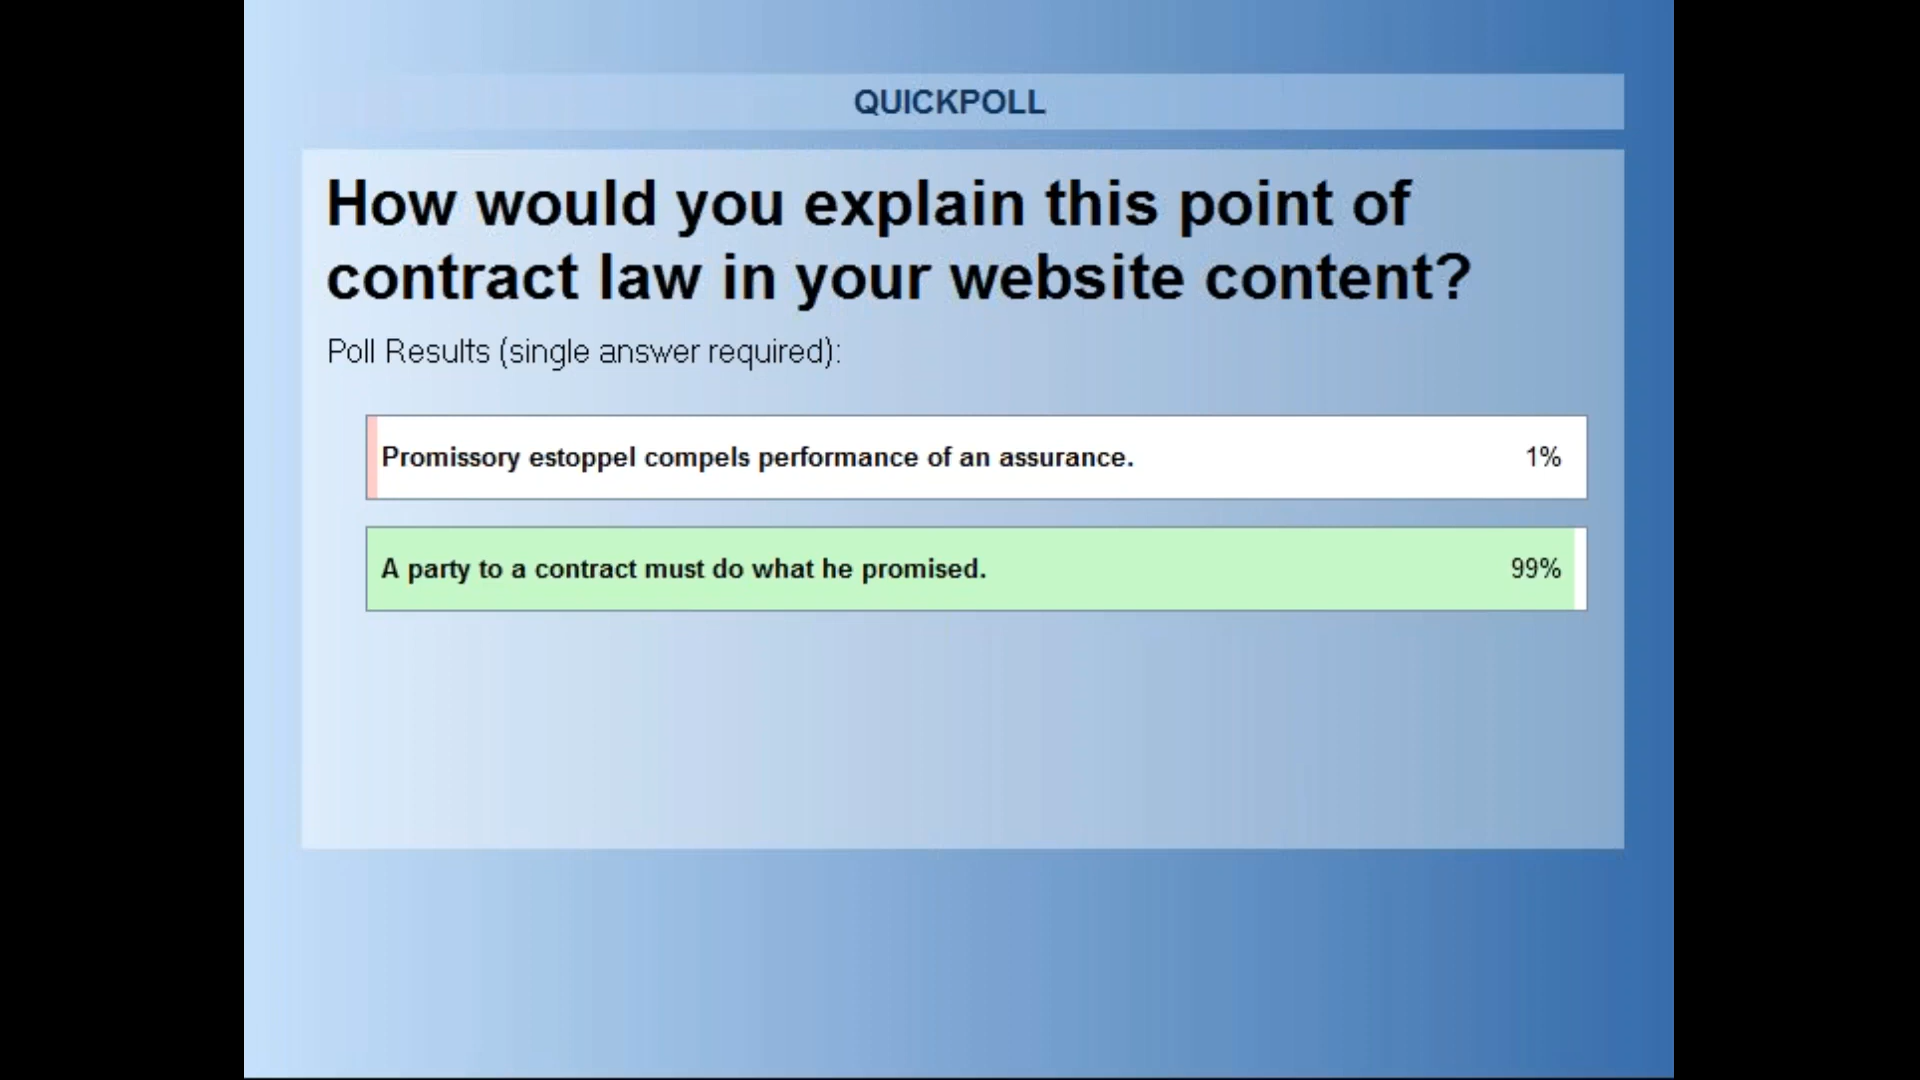 QUICKPOLL
How would you explain this point of
contract law in your website content?
Poll Results (single answer required):
Promissory estoppel compels performance of an assurance. 1%
A party to a contract must do what he promised. 99%